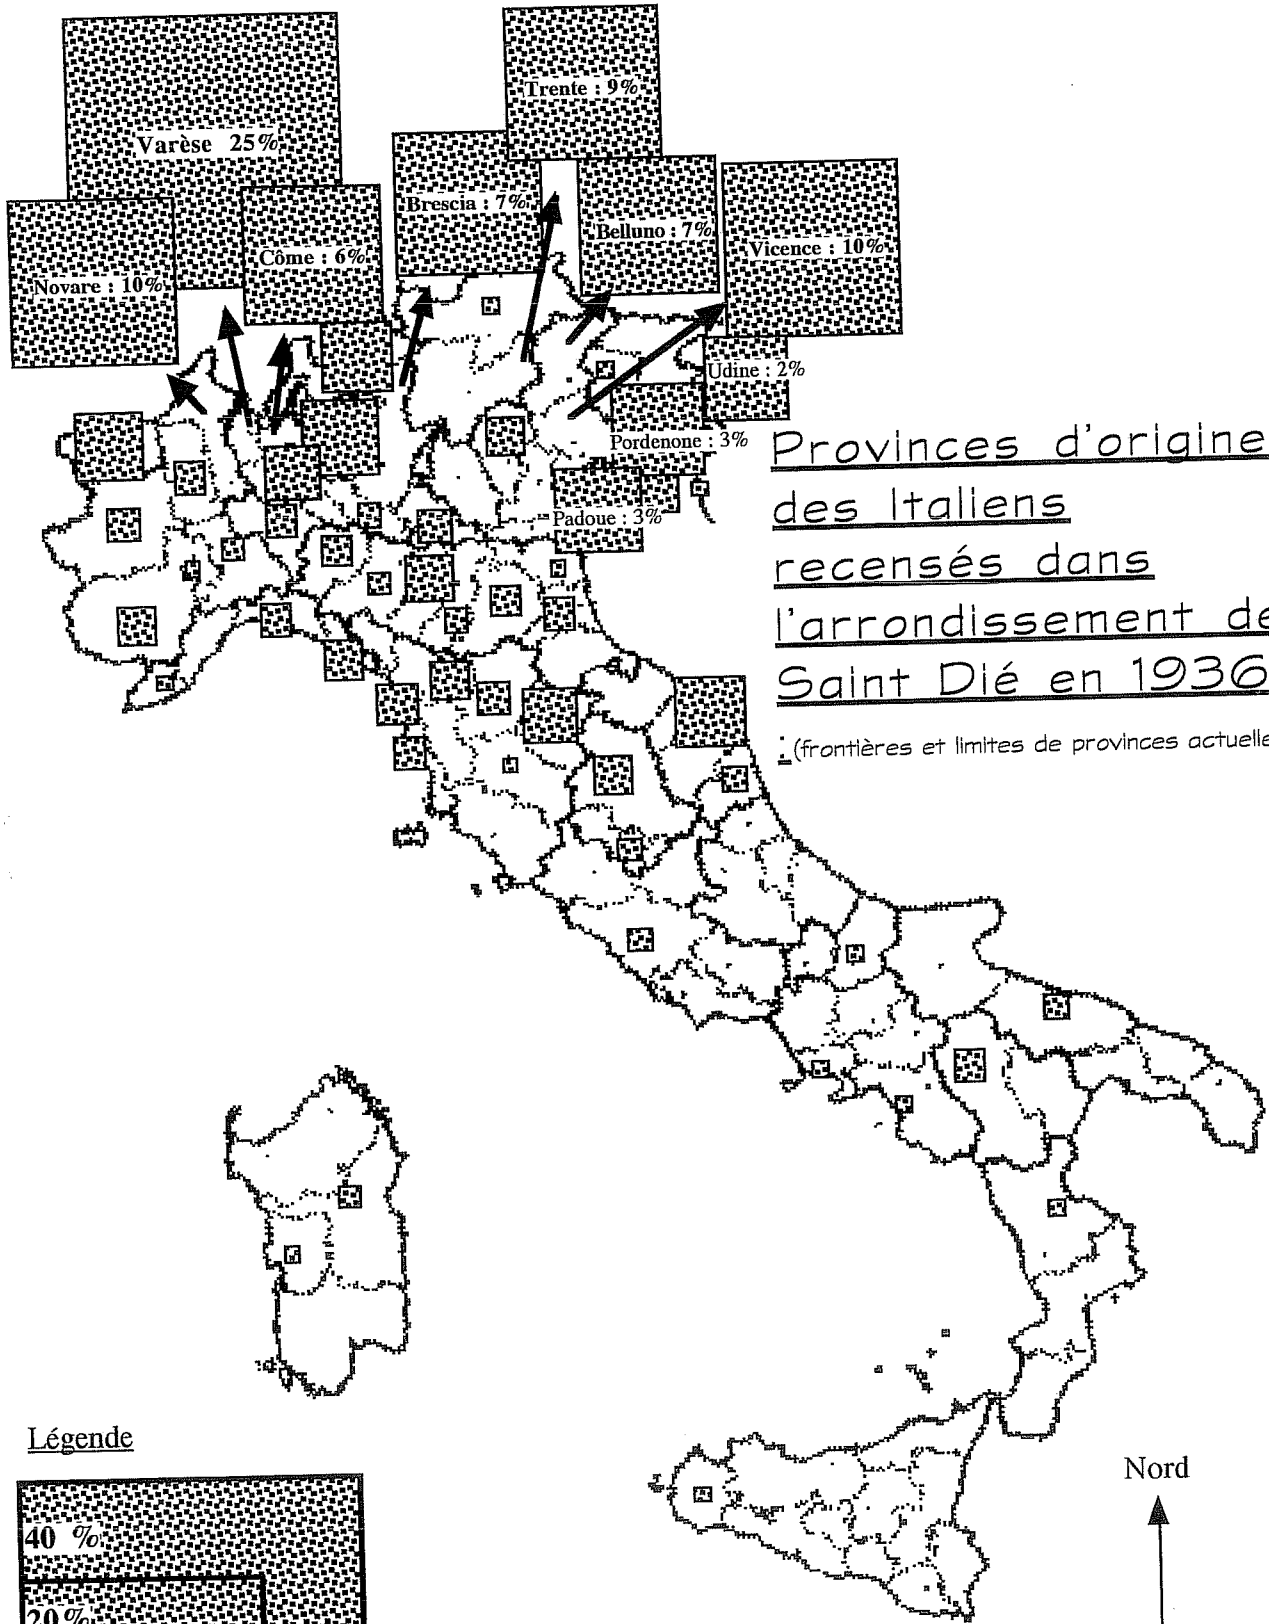 Trente : 9%
Varèse 25%
Brescia : 7%
Belluno : 7%
Vicence : 10%
Côme : 6%
Novare : 10%
Udine : 2%
Pordenone : 3%
Padoue : 3%
Provinces d'origine
des Italiens
recensés dans
l'arrondissement de
Saint Dié en 1936
: (frontières et limites de provinces actuelle
Légende
40 %
20%
Nord